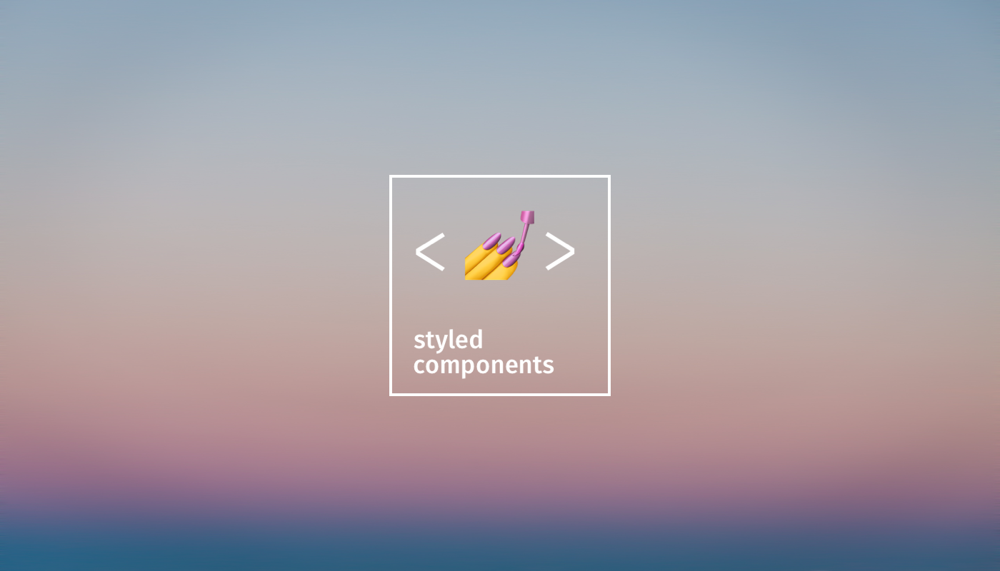 < 💅 >
styled
components